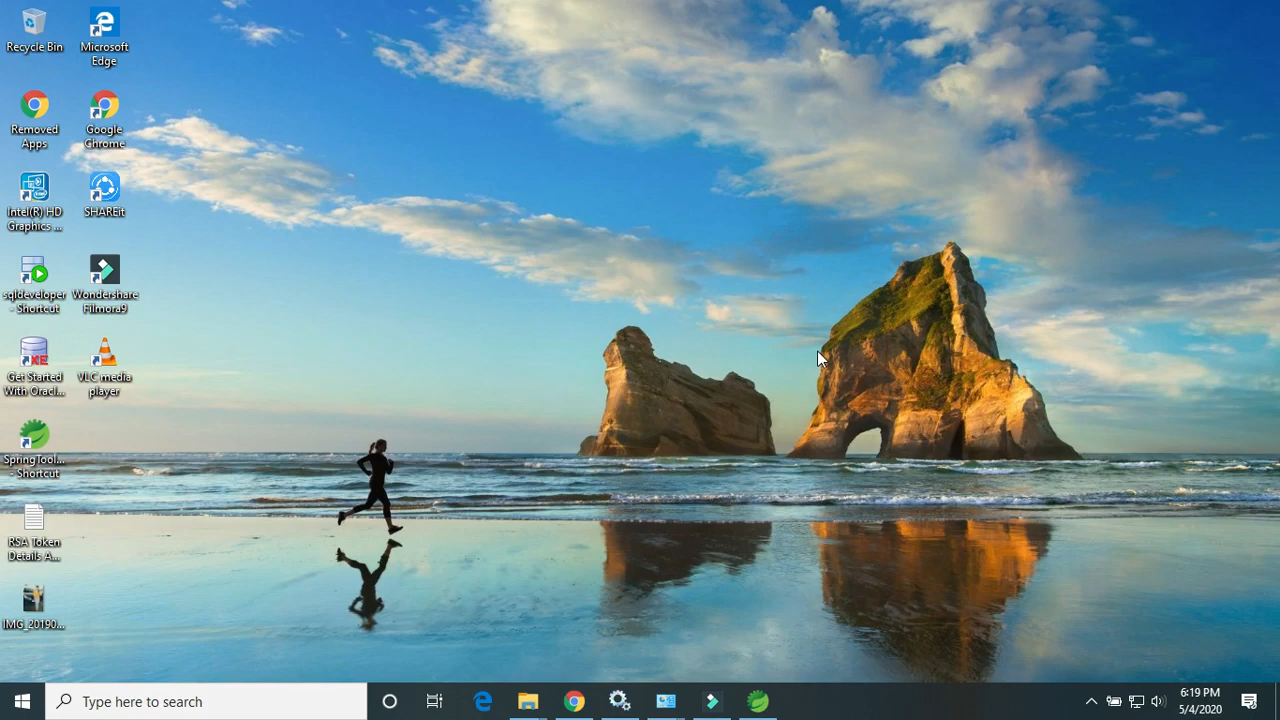 Recycle Bin
Microsoft
Edge
Removed
Apps
Google
Chrome
Intel(R) HD
Graphics ...
SHAREit
sqldeveloper
- Shortcut
Wondershare
Filmora9
XE
Get Started
With Oracl...
VLC media
player
SpringTool...
- Shortcut
RSA Token
Details A...
IMG_20190...
Type here to search
6:19 PM
5/4/2020